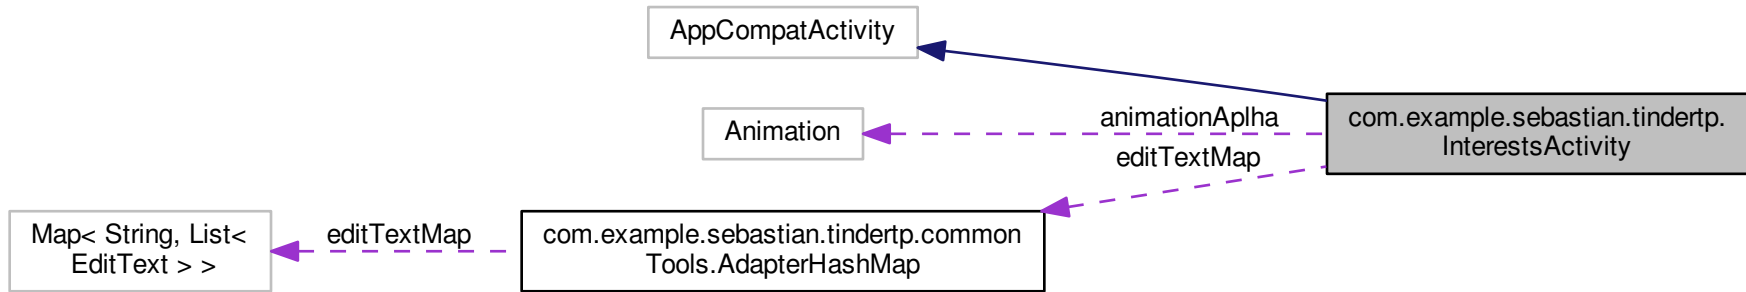 AppCompatActivity
Animation
animationAplha
com.example.sebastian.tindertp.
InterestsActivity
editTextMap
Map< String, List<
EditText > >
editTextMap
com.example.sebastian.tindertp.common
Tools.AdapterHashMap